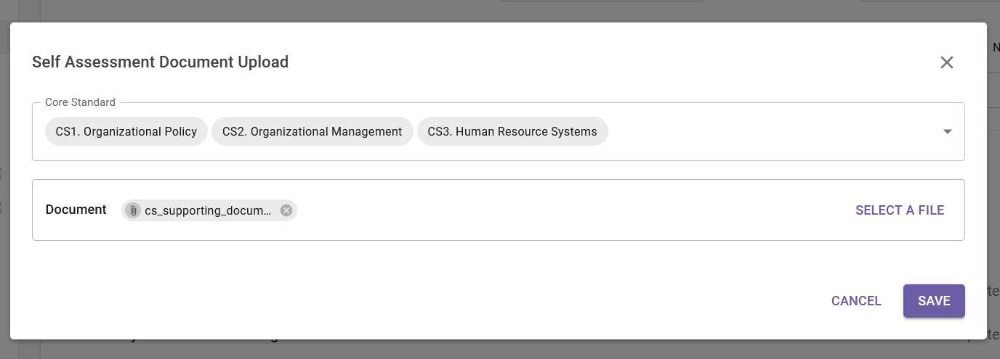 Self Assessment Document Upload
Core Standard
CS1. Organizational Policy CS2. Organizational Management CS3. Human Resource Systems
Document cs_supporting_docum... SELECT A FILE
CANCEL SAVE